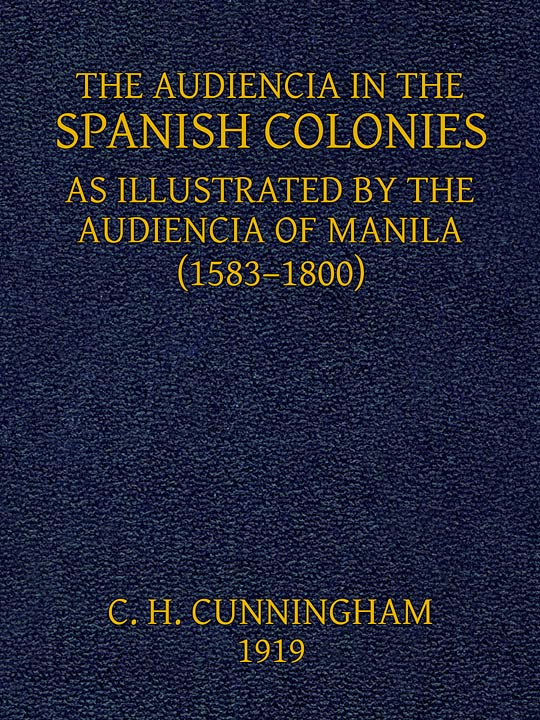 THE AUDIENCIA IN THE
SPANISH COLONIES
AS ILLUSTRATED BY THE
AUDIENCIA OF MANILA
(1583–1800)
C. H. CUNNINGHAM
1919